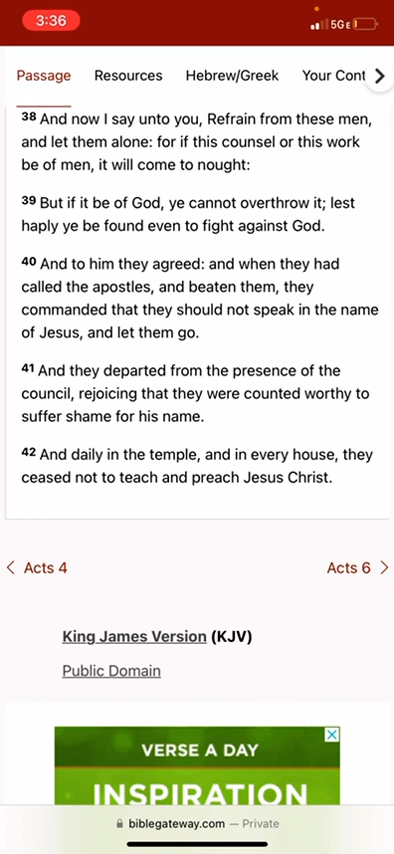 3:36
5GE
Passage Resources Hebrew/Greek Your Cont
38 And now I say unto you, Refrain from these men,
and let them alone: for if this counsel or this work
be of men, it will come to nought:
39 But if it be of God, ye cannot overthrow it; lest
haply ye be found even to fight against God.
40 And to him they agreed: and when they had
called the apostles, and beaten them, they
commanded that they should not speak in the name
of Jesus, and let them go.
41 And they departed from the presence of the
council, rejoicing that they were counted worthy to
suffer shame for his name.
42 And daily in the temple, and in every house, they
ceased not to teach and preach Jesus Christ.
Acts 4
Acts 6
King James Version (KJV)
Public Domain
VERSE A DAY
INSPIRATION
biblegateway.com — Private